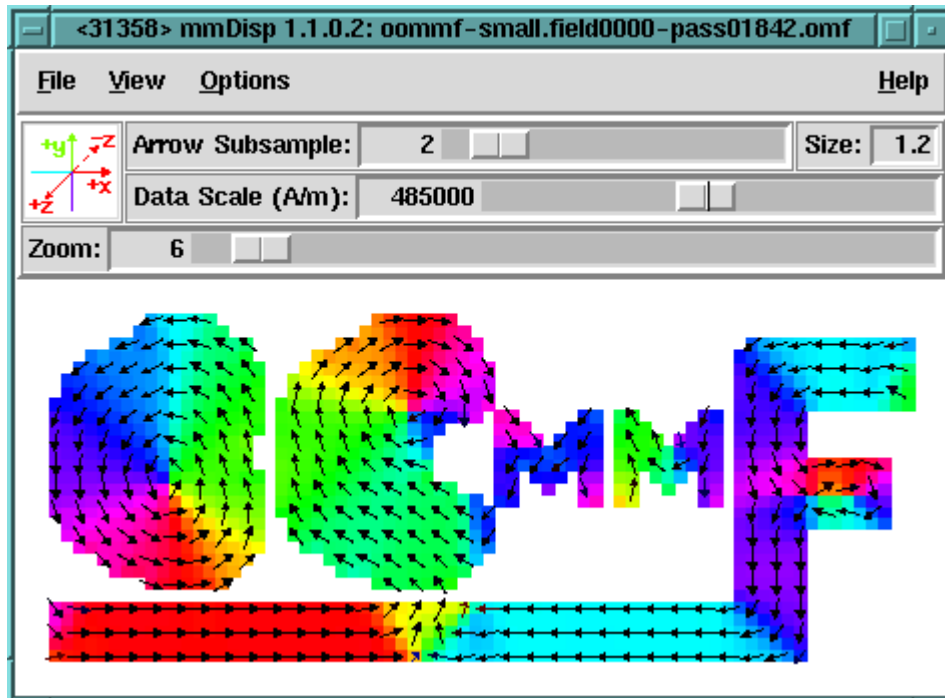 <31358> mmDisp 1.1.0.2: oommf-small.field0000-pass01842.omf
File View Options Help
+y -z +x +z
Arrow Subsample: 2 Size: 1.2
Data Scale (A/m): 485000
Zoom: 6
OOMMF